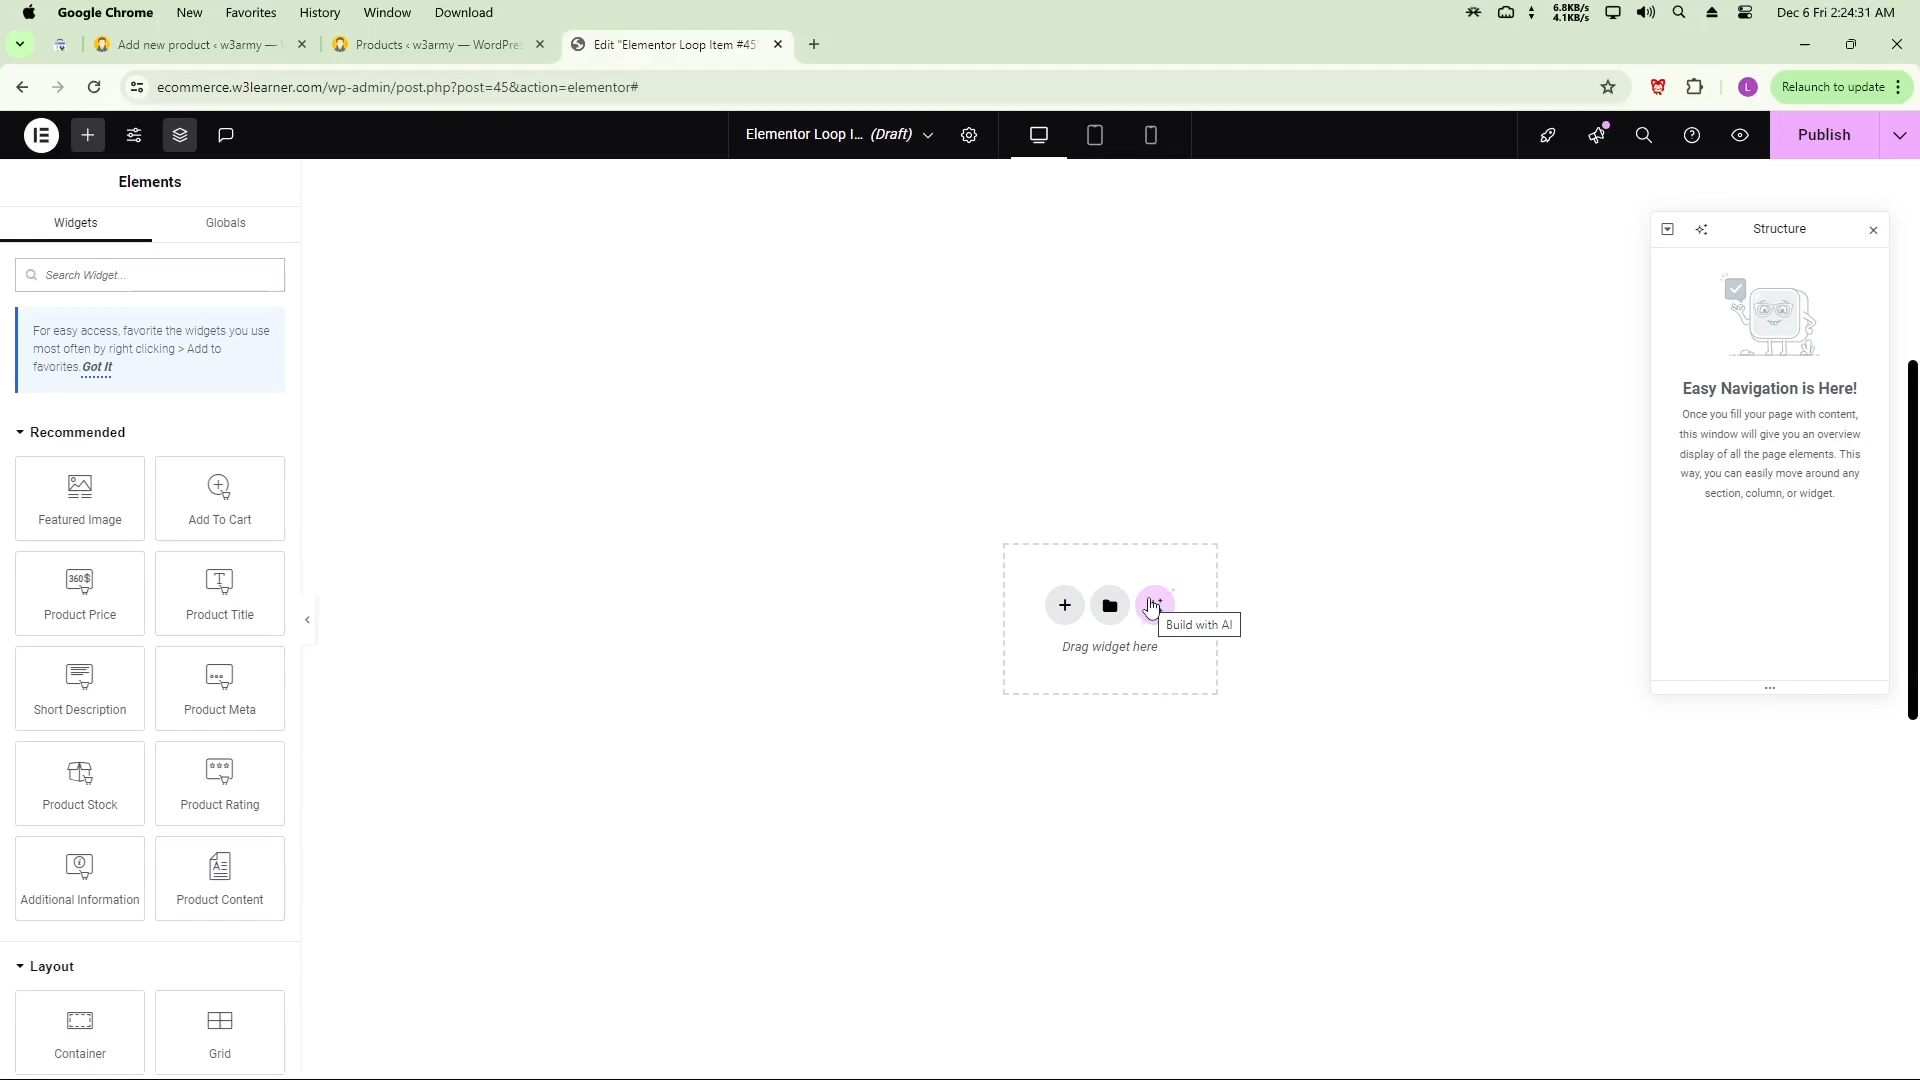 Google Chrome New Favorites History Window Download 6.8KB/s 4.1KB/s Dec 6 Fri 2:24:31 AM
Add new product ‹ w3army — Products ‹ w3army — WordPre Edit "Elementor Loop Item #45"
ecommerce.w3learner.com/wp-admin/post.php?post=45&action=elementor# L Relaunch to update
Elementor Loop I... (Draft) Publish
Elements
Widgets Globals
Search Widget...
For easy access, favorite the widgets you use
most often by right clicking > Add to
favorites. Got It
Recommended
Featured Image Add To Cart
360$
Product Price Product Title
Short Description Product Meta
Product Stock Product Rating
Additional Information Product Content
Layout
Container Grid
Build with AI
Drag widget here
Structure
Easy Navigation is Here!
Once you fill your page with content,
this window will give you an overview
display of all the page elements. This
way, you can easily move around any
section, column, or widget.